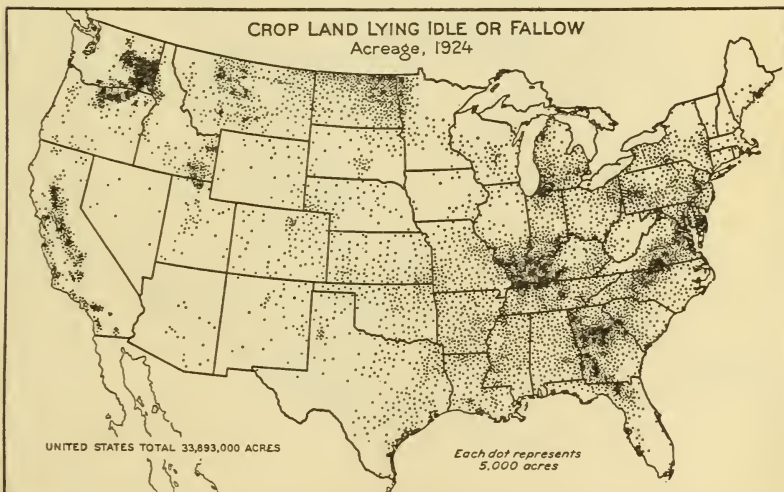 CROP LAND LYING IDLE OR FALLOW
Acreage, 1924
UNITED STATES TOTAL 33,893,000 ACRES
Each dot represents
5,000 acres